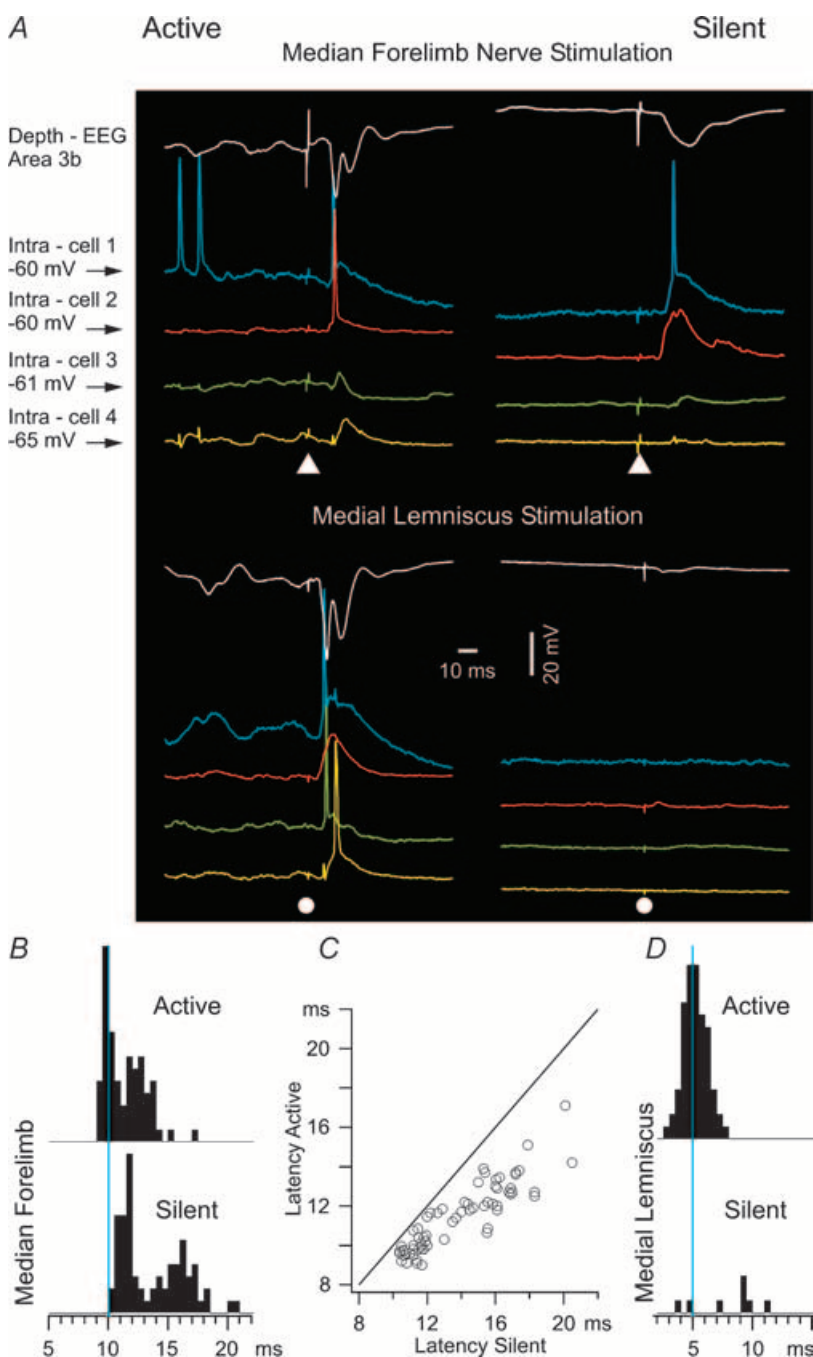 A
Active
Silent
Median Forelimb Nerve Stimulation
Depth - EEG
Area 3b
Intra - cell 1
-60 mV
Intra - cell 2
-60 mV
Intra - cell 3
-61 mV
Intra - cell 4
-65 mV
Medial Lemniscus Stimulation
10 ms
20 mV
B
Active
Median Forelimb
Silent
5 10 15 20 ms
C
ms
20
16
12
8
Latency Active
8 12 16 20 ms
Latency Silent
D
Active
Medial Lemniscus
Silent
5 10 ms